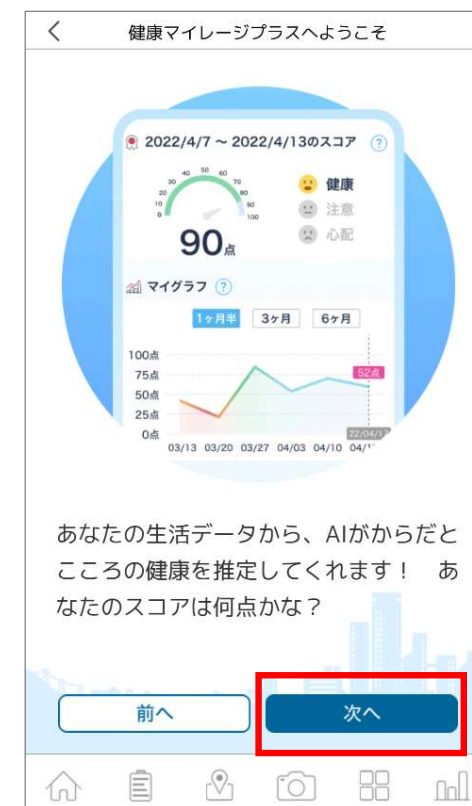 健康マイレージプラスへようこそ
2022/4/7 ～ 2022/4/13のスコア ?
0 10 20 30 40 50 60 70 80 90 100
健康
注意
心配
90点
マイグラフ ?
1ヶ月半 3ヶ月 6ヶ月
100点
75点
50点
25点
0点
52点
22/04/17
03/13 03/20 03/27 04/03 04/10 04/1
あなたの生活データから、AIがからだと
こころの健康を推定してくれます！　あ
なたのスコアは何点かな？
前へ
次へ